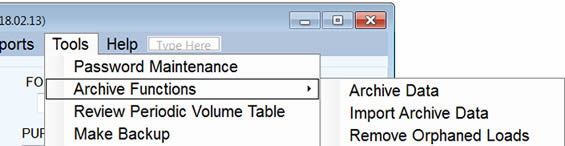 18.02.13)
ports Tools Help Type Here
Password Maintenance
FO
Archive Functions
Archive Data
Review Periodic Volume Table
Import Archive Data
PUR
Make Backup
Remove Orphaned Loads